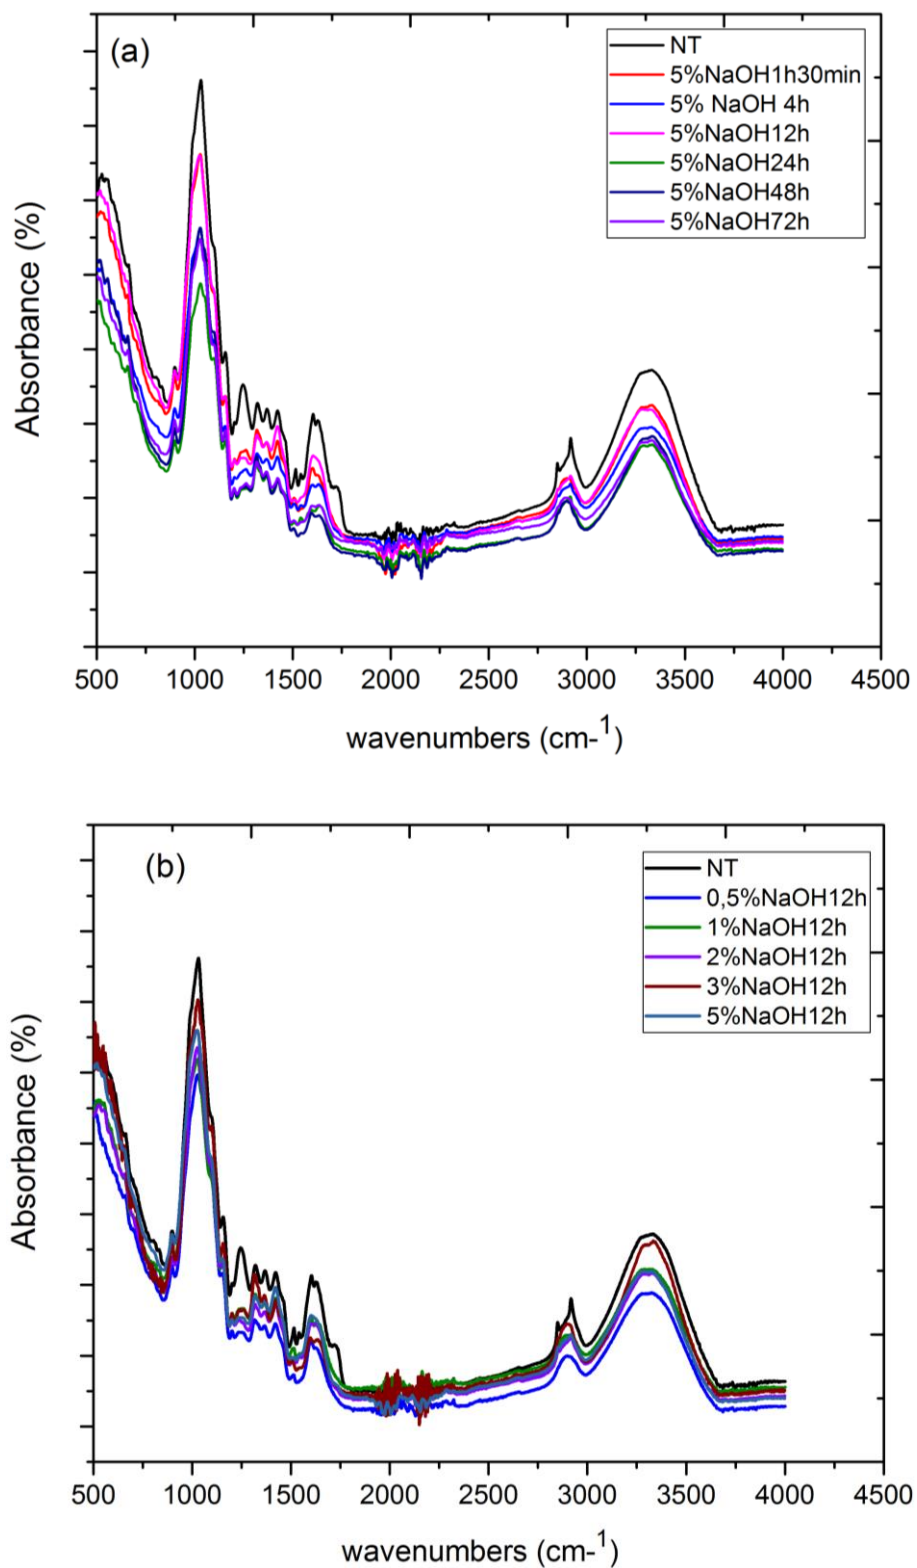 (a)
NT
5%NaOH1h30min
5% NaOH 4h
5%NaOH12h
5%NaOH24h
5%NaOH48h
5%NaOH72h
Absorbance (%)
500 1000 1500 2000 2500 3000 3500 4000 4500
wavenumbers (cm-1)
(b)
NT
0,5%NaOH12h
1%NaOH12h
2%NaOH12h
3%NaOH12h
5%NaOH12h
Absorbance (%)
500 1000 1500 2000 2500 3000 3500 4000 4500
wavenumbers (cm-1)